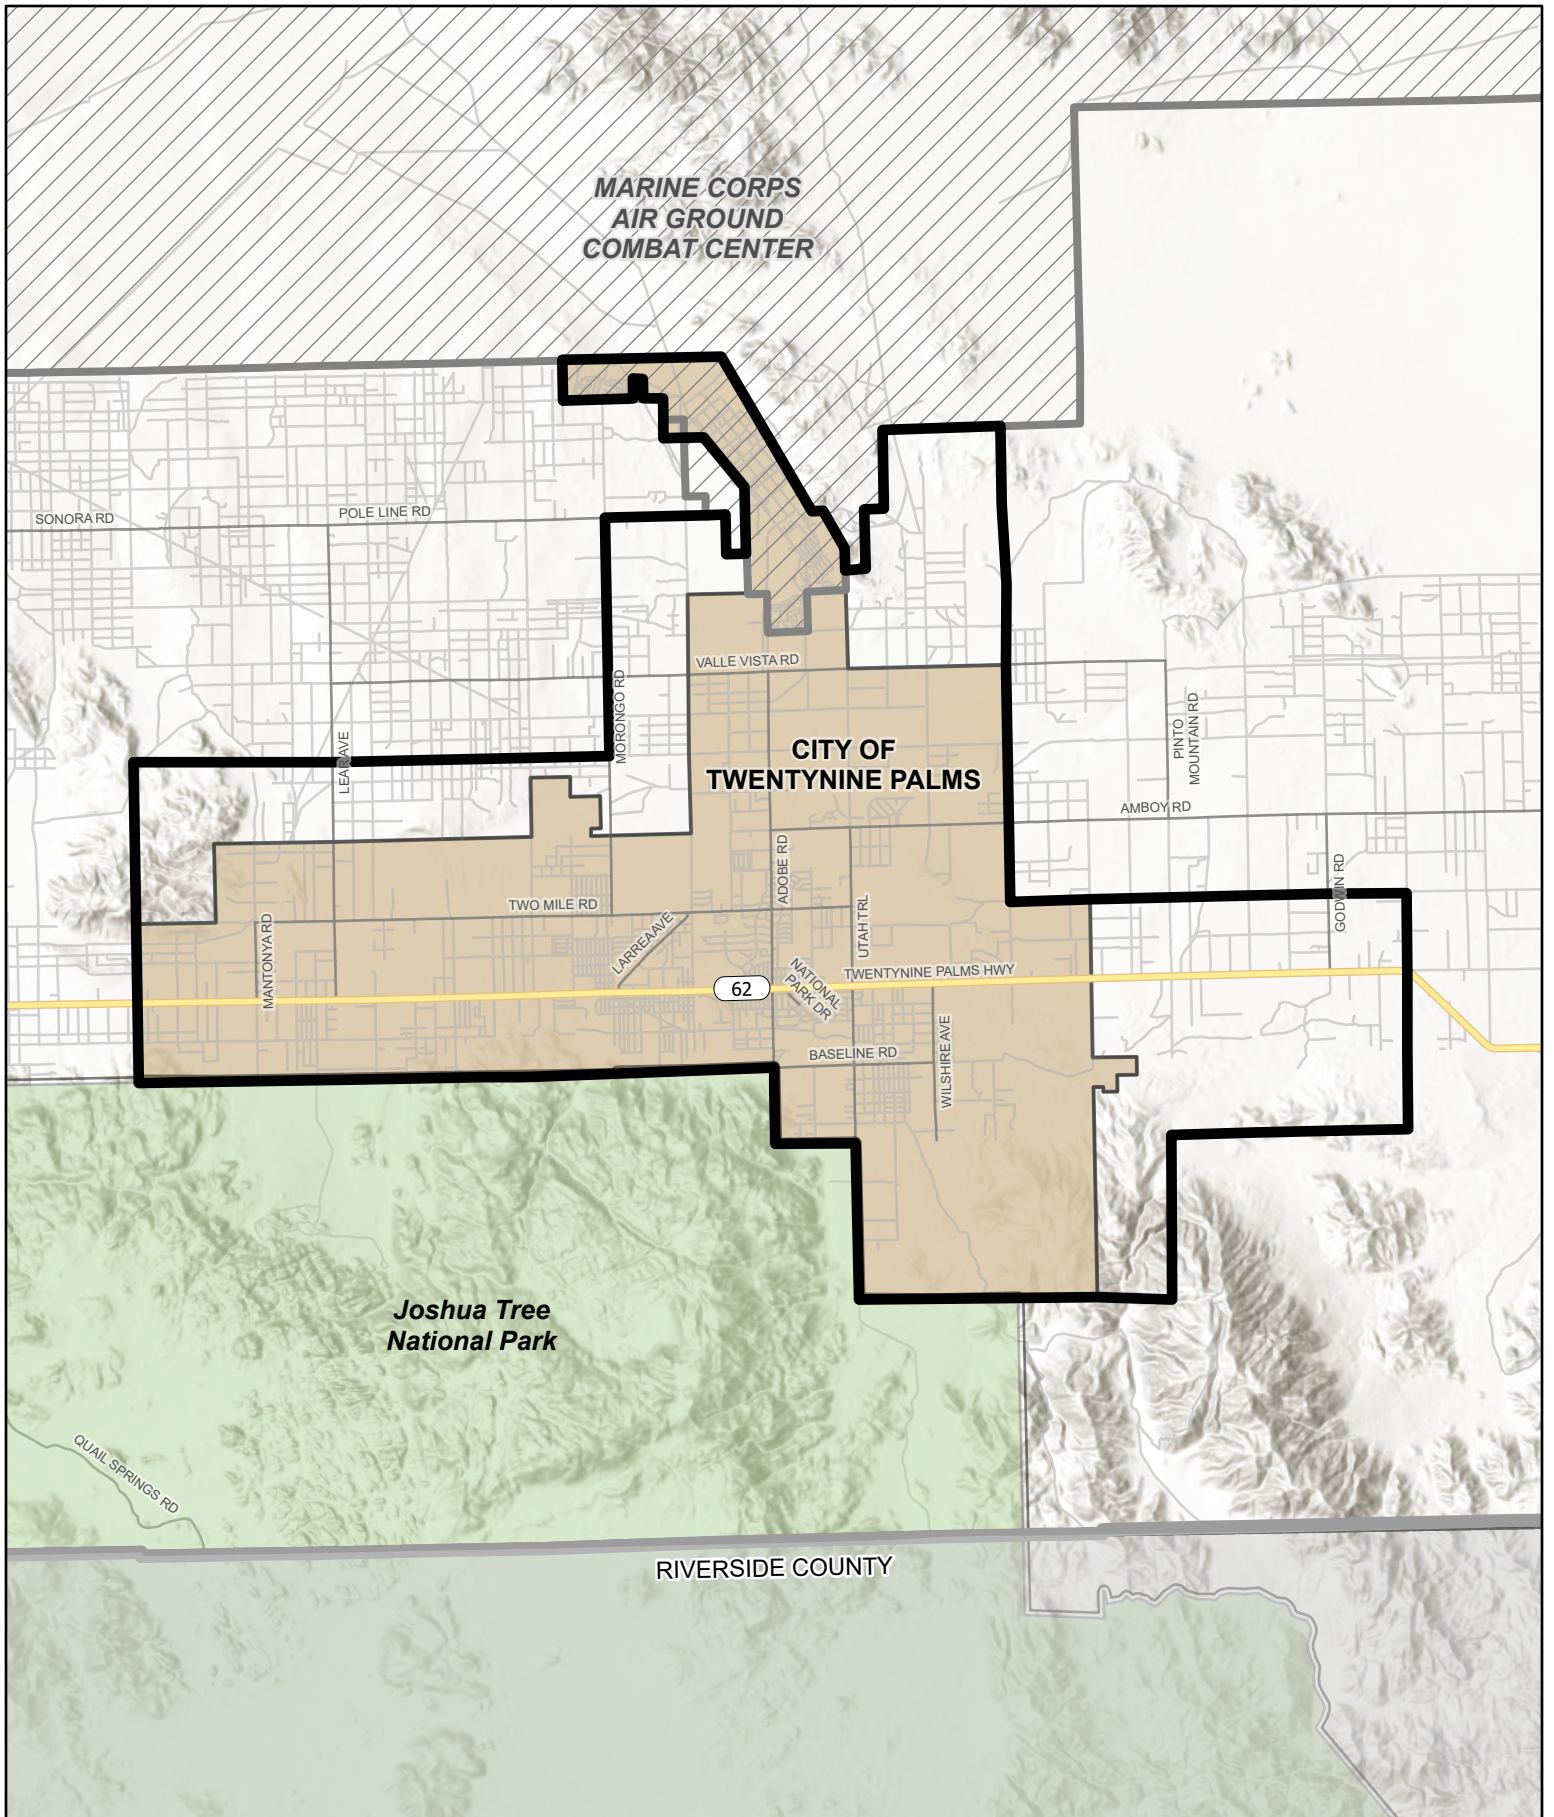 MARINE CORPS
AIR GROUND
COMBAT CENTER
SONORA RD
POLE LINE RD
VALLE VISTA RD
MORONGO RD
PINTO
MOUNTAIN RD
LEAR AVE
CITY OF
TWENTYNINE PALMS
AMBOY RD
ADOBE RD
GODWIN RD
TWO MILE RD
UTAH TRL
MANTONYA RD
LARREA AVE
TWENTYNINE PALMS HWY
NATIONAL
PARK DR
62
BASELINE RD
WILSHIRE AVE
Joshua Tree
National Park
QUAIL SPRINGS RD
RIVERSIDE COUNTY